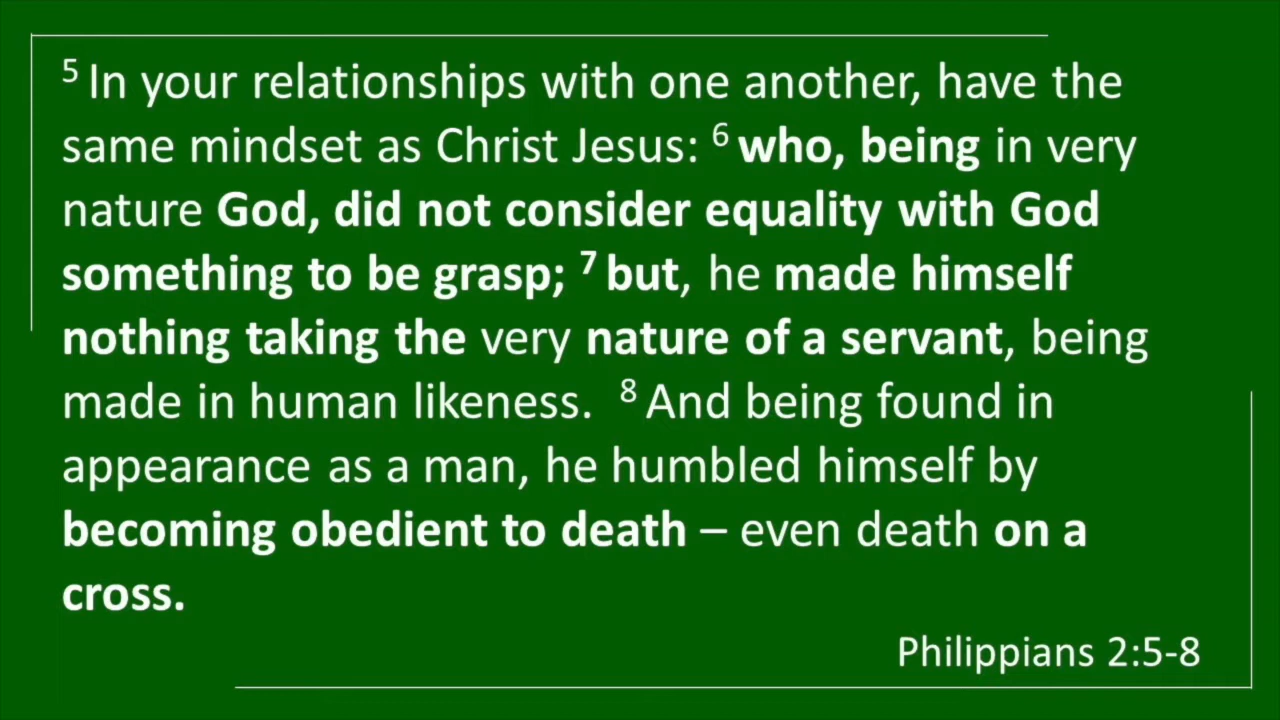 5 In your relationships with one another, have the
same mindset as Christ Jesus: 6 who, being in very
nature God, did not consider equality with God
something to be grasp; 7 but, he made himself
nothing taking the very nature of a servant, being
made in human likeness. 8 And being found in
appearance as a man, he humbled himself by
becoming obedient to death – even death on a
cross.
Philippians 2:5-8